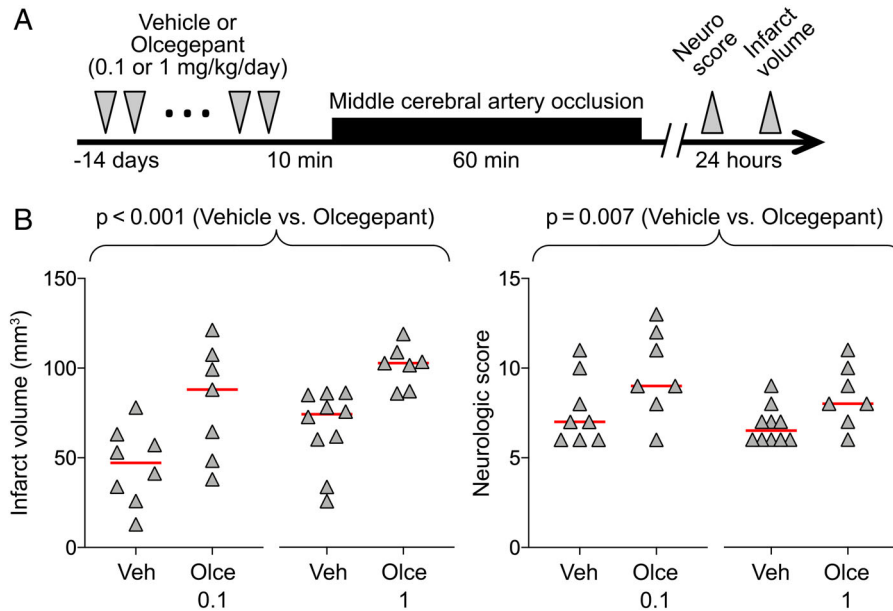 A
Vehicle or
Olcegepant
(0.1 or 1 mg/kg/day)
Neuro
score
Infarct
volume
Middle cerebral artery occlusion
-14 days
10 min
60 min
24 hours
B
p < 0.001 (Vehicle vs. Olcegepant)
Infarct volume (mm³)
150
100
50
0
Veh
Olce
0.1
Veh
Olce
1
p = 0.007 (Vehicle vs. Olcegepant)
Neurologic score
15
10
5
0
Veh
Olce
0.1
Veh
Olce
1